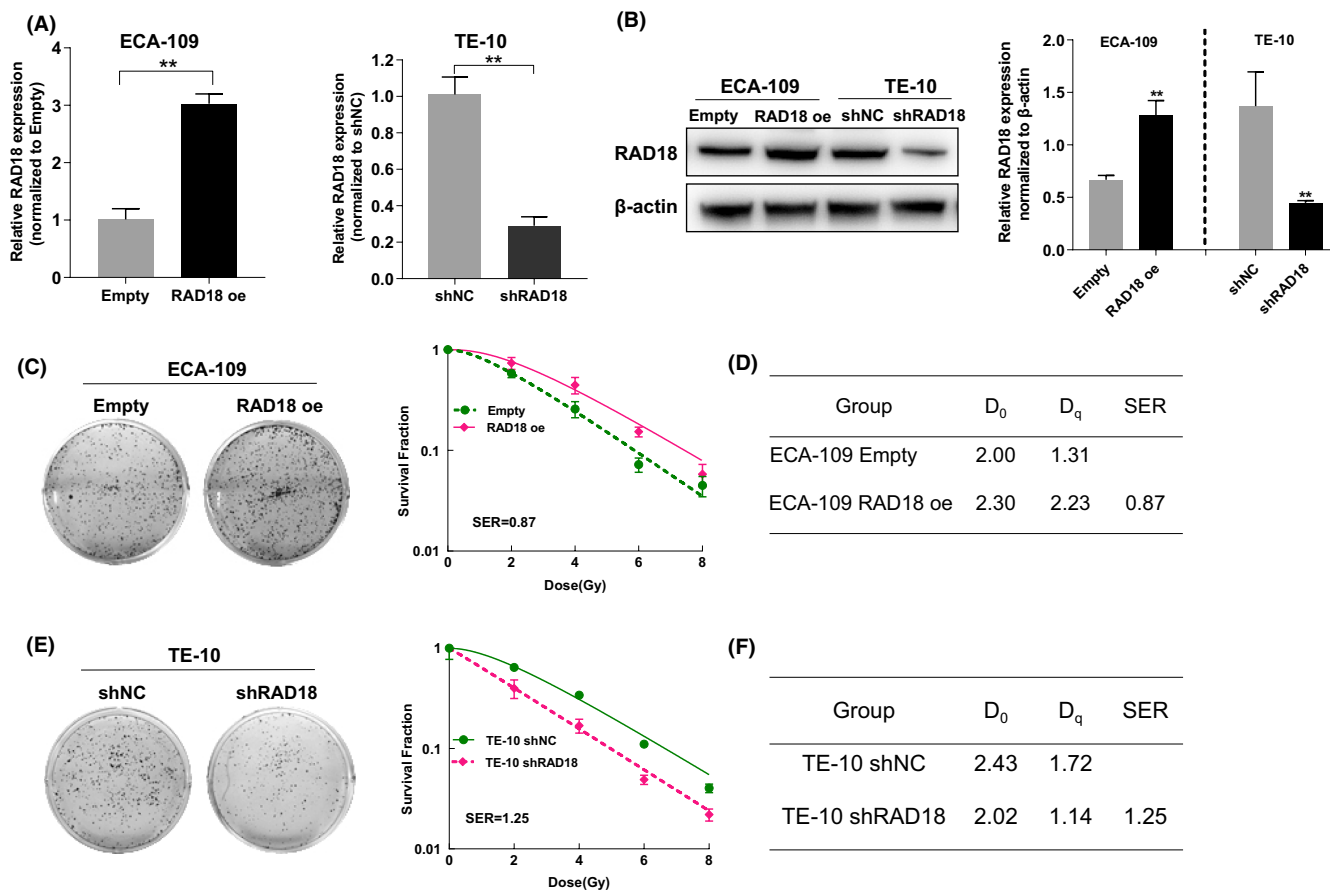 (A)
ECA-109
**
Relative RAD18 expression
(normalized to Empty)
4
3
2
1
0
Empty RAD18 oe
TE-10
**
Relative RAD18 expression
(normalized to shNC)
1.2
1.0
0.8
0.6
0.4
0.2
0.0
shNC shRAD18
(B)
ECA-109 TE-10
Empty RAD18 oe shNC shRAD18
RAD18
β-actin
Relative RAD18 expression
normalized to β-actin
2.0
1.5
1.0
0.5
0.0
ECA-109 TE-10
**
**
Empty
RAD18 oe
shNC
shRAD18
(C)
ECA-109
Empty RAD18 oe
Survival Fraction
1
0.1
0.01
Empty
RAD18 oe
SER=0.87
0 2 4 6 8
Dose(Gy)
(D)
Group D0 Dq SER
ECA-109 Empty 2.00 1.31
ECA-109 RAD18 oe 2.30 2.23 0.87
(E)
TE-10
shNC shRAD18
Survival Fraction
1
0.1
0.01
TE-10 shNC
TE-10 shRAD18
SER=1.25
0 2 4 6 8
Dose(Gy)
(F)
Group D0 Dq SER
TE-10 shNC 2.43 1.72
TE-10 shRAD18 2.02 1.14 1.25